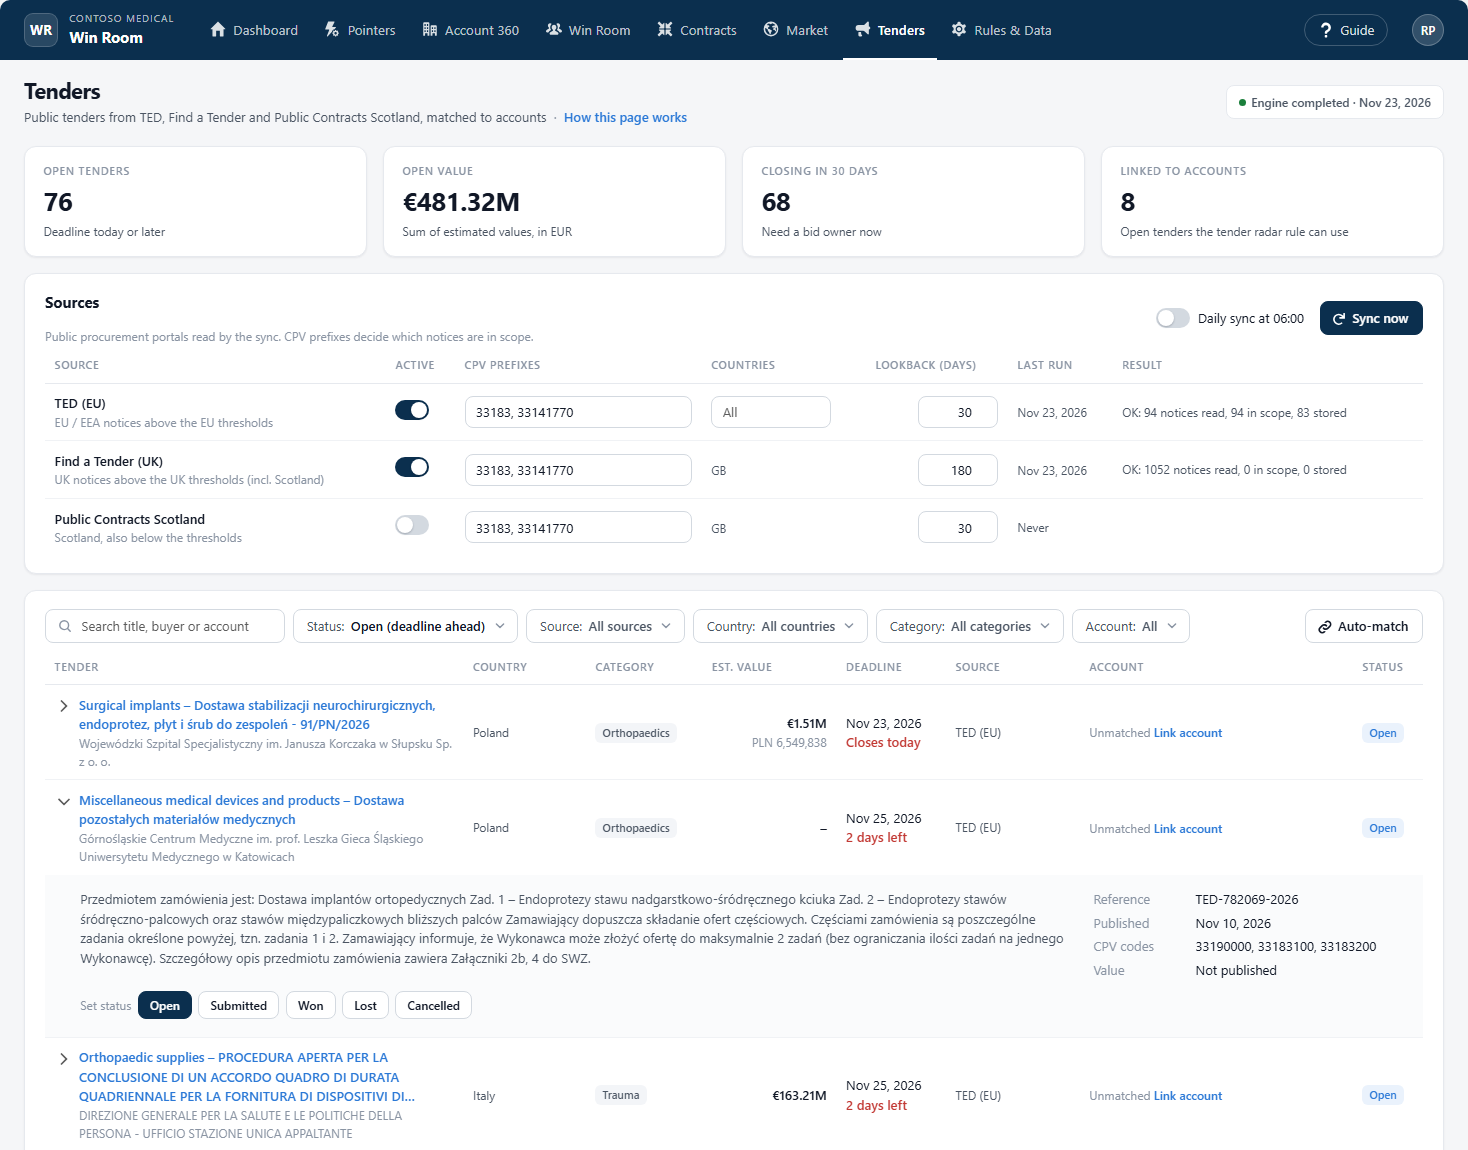 WR
CONTOSO MEDICAL
Win Room
Dashboard
Pointers
Account 360
Win Room
Contracts
Market
Tenders
Rules & Data
? Guide
RP
Tenders
Public tenders from TED, Find a Tender and Public Contracts Scotland, matched to accounts · How this page works
Engine completed · Nov 23, 2026
OPEN TENDERS
76
Deadline today or later
OPEN VALUE
€481.32M
Sum of estimated values, in EUR
CLOSING IN 30 DAYS
68
Need a bid owner now
LINKED TO ACCOUNTS
8
Open tenders the tender radar rule can use
Sources
Public procurement portals read by the sync. CPV prefixes decide which notices are in scope.
Daily sync at 06:00
Sync now
SOURCE ACTIVE CPV PREFIXES COUNTRIES LOOKBACK (DAYS) LAST RUN RESULT
TED (EU)
EU / EEA notices above the EU thresholds
33183, 33141770
All
30
Nov 23, 2026
OK: 94 notices read, 94 in scope, 83 stored
Find a Tender (UK)
UK notices above the UK thresholds (incl. Scotland)
33183, 33141770
GB
180
Nov 23, 2026
OK: 1052 notices read, 0 in scope, 0 stored
Public Contracts Scotland
Scotland, also below the thresholds
33183, 33141770
GB
30
Never
Search title, buyer or account
Status: Open (deadline ahead)
Source: All sources
Country: All countries
Category: All categories
Account: All
Auto-match
TENDER COUNTRY CATEGORY EST. VALUE DEADLINE SOURCE ACCOUNT STATUS
Surgical implants – Dostawa stabilizacji neurochirurgicznych,
endoprotez, płyt i śrub do zespoleń - 91/PN/2026
Wojewódzki Szpital Specjalistyczny im. Janusza Korczaka w Słupsku Sp.
z o. o.
Poland
Orthopaedics
€1.51M
PLN 6,549,838
Nov 23, 2026
Closes today
TED (EU)
Unmatched Link account
Open
Miscellaneous medical devices and products – Dostawa
pozostałych materiałów medycznych
Górnośląskie Centrum Medyczne im. prof. Leszka Gieca Śląskiego
Uniwersytetu Medycznego w Katowicach
Poland
Orthopaedics
–
Nov 25, 2026
2 days left
TED (EU)
Unmatched Link account
Open
Przedmiotem zamówienia jest: Dostawa implantów ortopedycznych Zad. 1 – Endoprotezy stawu nadgarstkowo-śródręcznego kciuka Zad. 2 – Endoprotezy stawów
śródręczno-palcowych oraz stawów międzypaliczkowych bliższych palców Zamawiający dopuszcza składanie ofert częściowych. Częściami zamówienia są poszczególne
zadania określone powyżej, tzn. zadania 1 i 2. Zamawiający informuje, że Wykonawca może złożyć ofertę do maksymalnie 2 zadań (bez ograniczania ilości zadań na jednego
Wykonawcę). Szczegółowy opis przedmiotu zamówienia zawiera Załączniki 2b, 4 do SWZ.
Reference TED-782069-2026
Published Nov 10, 2026
CPV codes 33190000, 33183100, 33183200
Value Not published
Set status Open Submitted Won Lost Cancelled
Orthopaedic supplies – PROCEDURA APERTA PER LA
CONCLUSIONE DI UN ACCORDO QUADRO DI DURATA
QUADRIENNALE PER LA FORNITURA DI DISPOSITIVI DI...
DIREZIONE GENERALE PER LA SALUTE E LE POLITICHE DELLA
PERSONA - UFFICIO STAZIONE UNICA APPALTANTE
Italy
Trauma
€163.21M
Nov 25, 2026
2 days left
TED (EU)
Unmatched Link account
Open